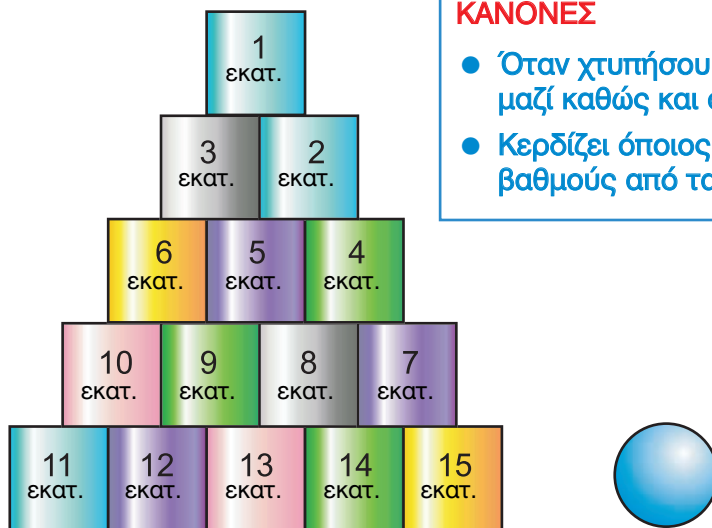 ΚΑΝΟΝΕΣ
● Όταν χτυπήσου
μαζί καθώς και
● Κερδίζει όποιος
βαθμούς από
1
εκατ.
3
εκατ.
2
εκατ.
6
εκατ.
5
εκατ.
4
εκατ.
10
εκατ.
9
εκατ.
8
εκατ.
7
εκατ.
11
εκατ.
12
εκατ.
13
εκατ.
14
εκατ.
15
εκατ.